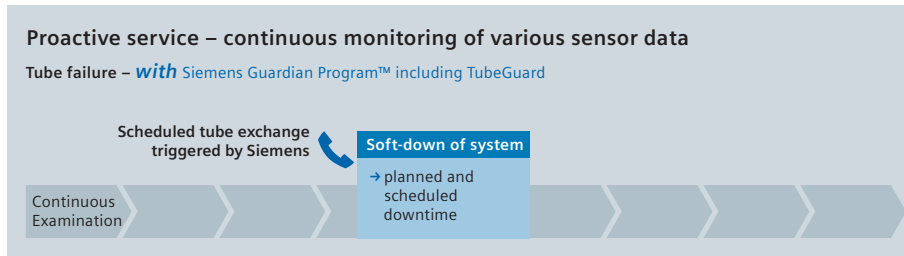 Proactive service – continuous monitoring of various sensor data
Tube failure – with Siemens Guardian Program™ including TubeGuard
Scheduled tube exchange
triggered by Siemens
Soft-down of system
→ planned and
scheduled
downtime
Continuous
Examination